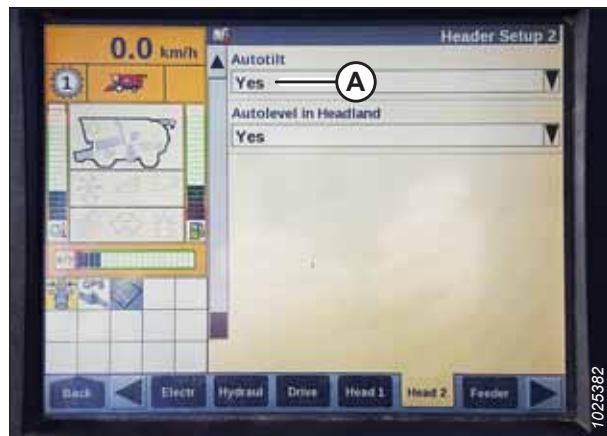 0.0 km/h
Header Setup 2
1
Autotilt
Yes
A
Autolevel in Headland
Yes
Back
Electr
Hydraul
Drive
Head 1
Head 2
Feeder
1025382